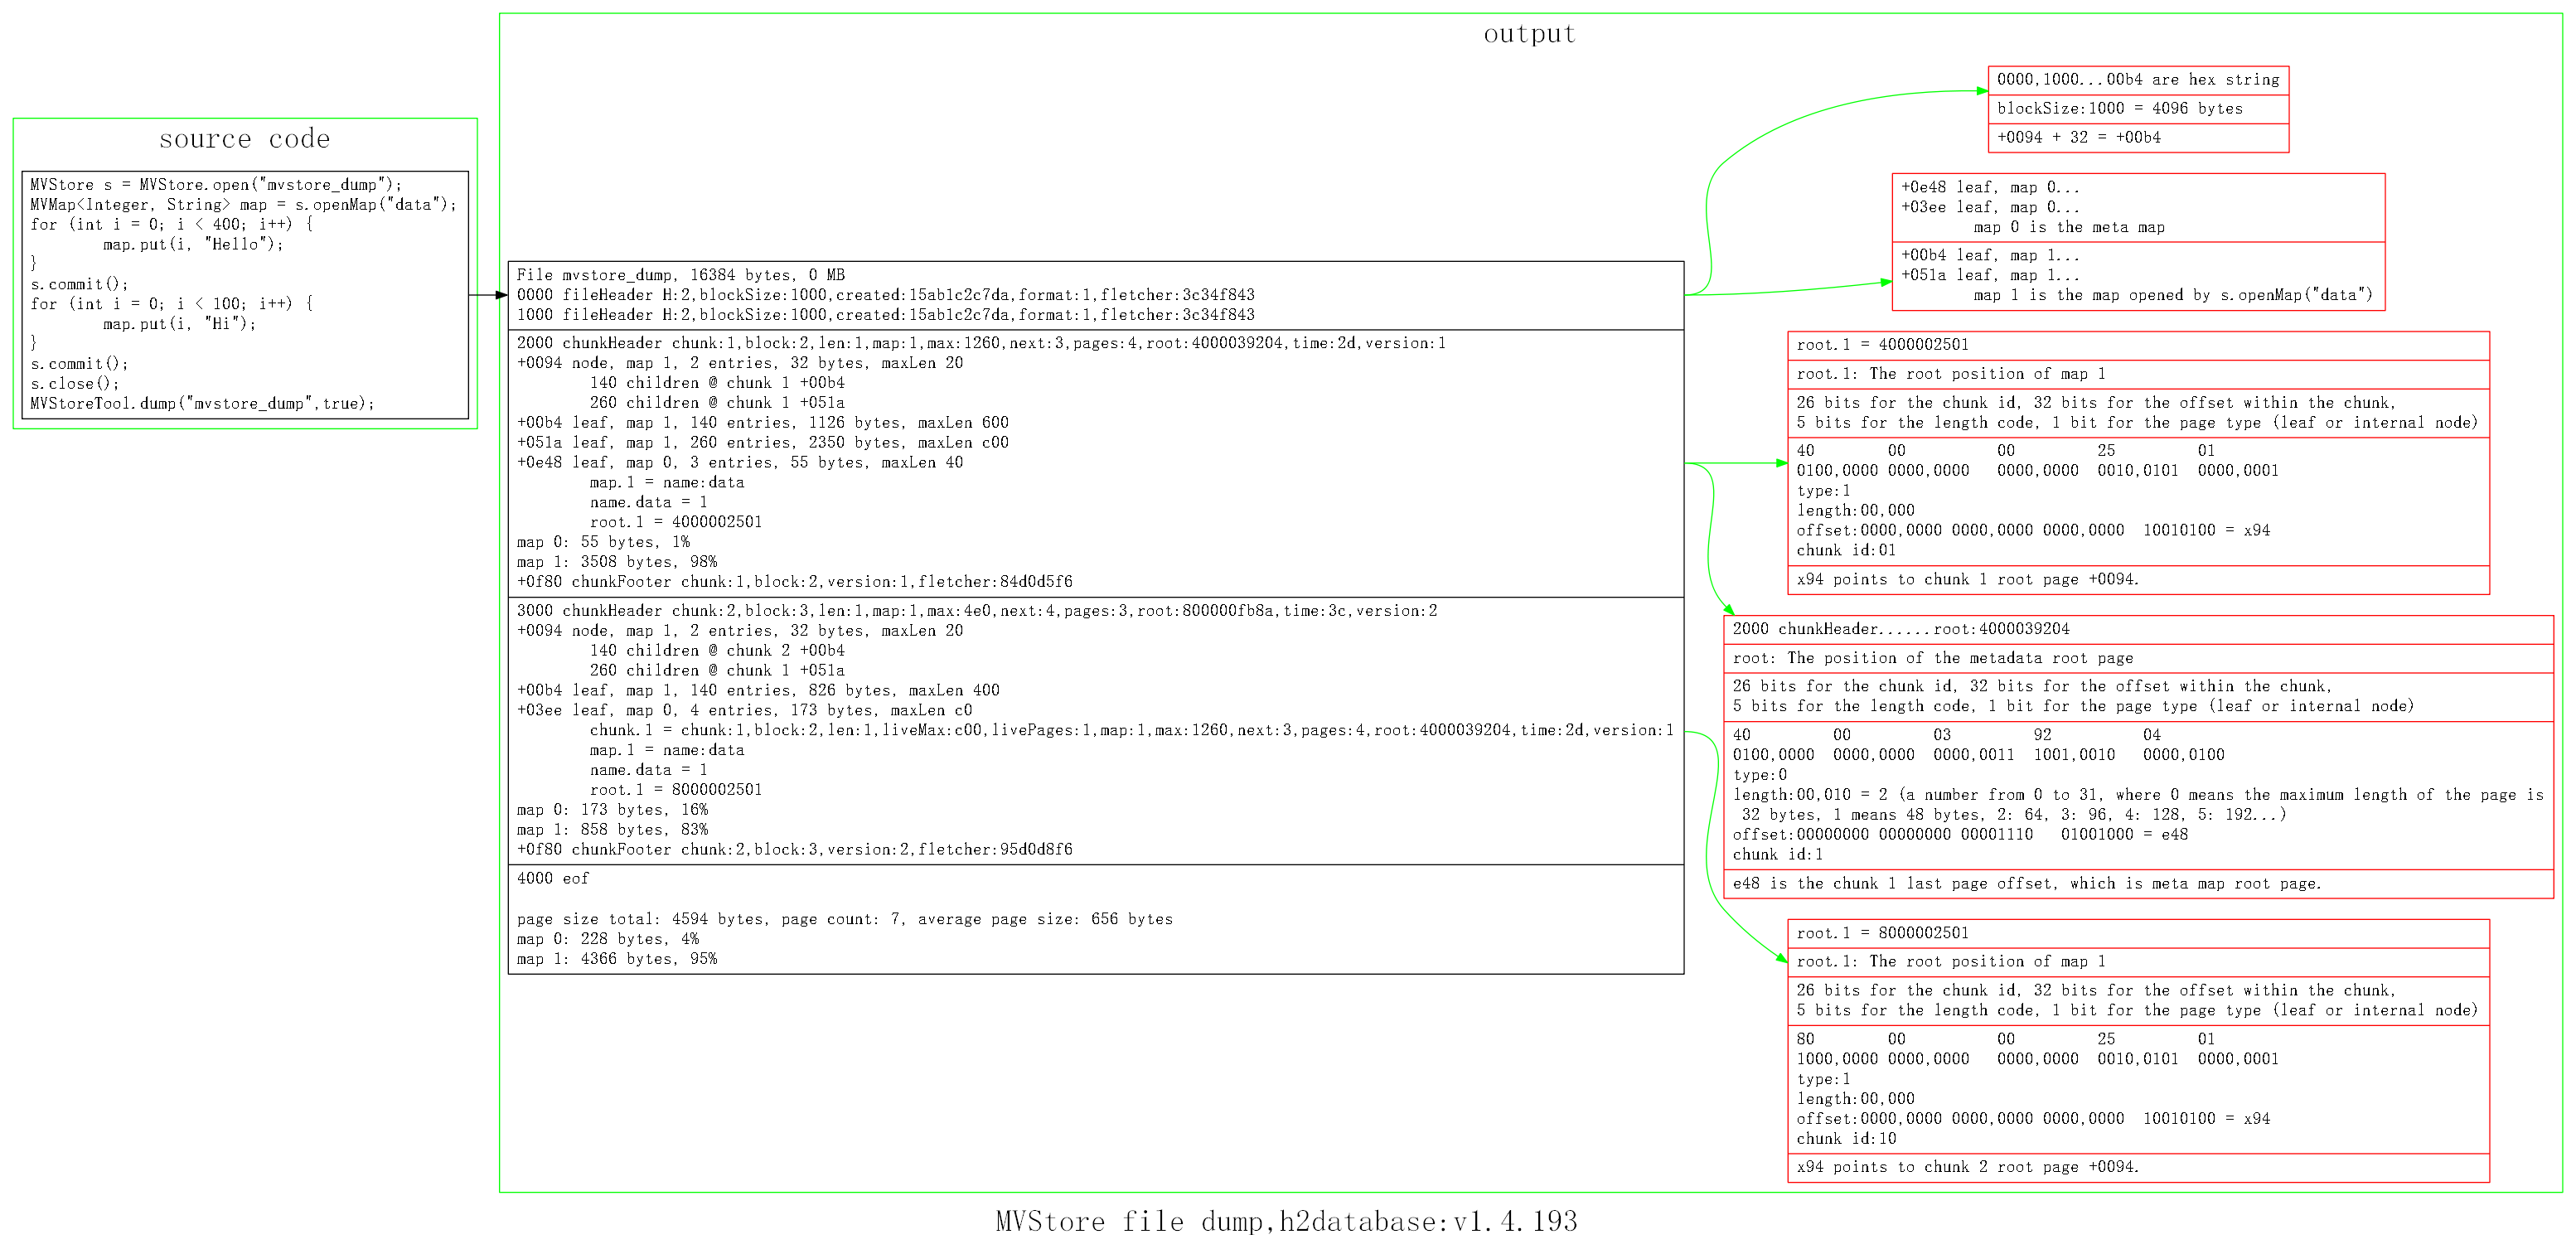 output
source code
MVStore s = MVStore.open("mvstore_dump");
MVMap<Integer, String> map = s.openMap("data");
for (int i = 0; i < 400; i++) {
map.put(i, "Hello");
}
s.commit();
for (int i = 0; i < 100; i++) {
map.put(i, "Hi");
}
s.commit();
s.close();
MVStoreTool.dump("mvstore_dump",true);
File mvstore_dump, 16384 bytes, 0 MB
0000 fileHeader H:2,blockSize:1000,created:15ab1c2c7da,format:1,fletcher:3c34f843
1000 fileHeader H:2,blockSize:1000,created:15ab1c2c7da,format:1,fletcher:3c34f843
2000 chunkHeader chunk:1,block:2,len:1,map:1,max:1260,next:3,pages:4,root:4000039204,time:2d,version:1
+0094 node, map 1, 2 entries, 32 bytes, maxLen 20
140 children @ chunk 1 +00b4
260 children @ chunk 1 +051a
+00b4 leaf, map 1, 140 entries, 1126 bytes, maxLen 600
+051a leaf, map 1, 260 entries, 2350 bytes, maxLen c00
+0e48 leaf, map 0, 3 entries, 55 bytes, maxLen 40
map.1 = name:data
name.data = 1
root.1 = 4000002501
map 0: 55 bytes, 1%
map 1: 3508 bytes, 98%
+0f80 chunkFooter chunk:1,block:2,version:1,fletcher:84d0d5f6
3000 chunkHeader chunk:2,block:3,len:1,map:1,max:4e0,next:4,pages:3,root:800000fb8a,time:3c,version:2
+0094 node, map 1, 2 entries, 32 bytes, maxLen 20
140 children @ chunk 2 +00b4
260 children @ chunk 1 +051a
+00b4 leaf, map 1, 140 entries, 826 bytes, maxLen 400
+03ee leaf, map 0, 4 entries, 173 bytes, maxLen c0
chunk.1 = chunk:1,block:2,len:1,liveMax:c00,livePages:1,map:1,max:1260,next:3,pages:4,root:4000039204,time:2d,version:1
map.1 = name:data
name.data = 1
root.1 = 8000002501
map 0: 173 bytes, 16%
map 1: 858 bytes, 83%
+0f80 chunkFooter chunk:2,block:3,version:2,fletcher:95d0d8f6
4000 eof
page size total: 4594 bytes, page count: 7, average page size: 656 bytes
map 0: 228 bytes, 4%
map 1: 4366 bytes, 95%
0000,1000...00b4 are hex string
blockSize:1000 = 4096 bytes
+0094 + 32 = +00b4
+0e48 leaf, map 0...
+03ee leaf, map 0...
map 0 is the meta map
+00b4 leaf, map 1...
+051a leaf, map 1...
map 1 is the map opened by s.openMap("data")
root.1 = 4000002501
root.1: The root position of map 1
26 bits for the chunk id, 32 bits for the offset within the chunk,
5 bits for the length code, 1 bit for the page type (leaf or internal node)
40 00 00 25 01
0100,0000 0000,0000 0000,0000 0010,0101 0000,0001
type:1
length:00,000
offset:0000,0000 0000,0000 0000,0000 10010100 = x94
chunk id:01
x94 points to chunk 1 root page +0094.
2000 chunkHeader......root:4000039204
root: The position of the metadata root page
26 bits for the chunk id, 32 bits for the offset within the chunk,
5 bits for the length code, 1 bit for the page type (leaf or internal node)
40 00 03 92 04
0100,0000 0000,0000 0000,0011 1001,0010 0000,0100
type:0
length:00,010 = 2 (a number from 0 to 31, where 0 means the maximum length of the page is
32 bytes, 1 means 48 bytes, 2: 64, 3: 96, 4: 128, 5: 192...)
offset:00000000 00000000 00001110 01001000 = e48
chunk id:1
e48 is the chunk 1 last page offset, which is meta map root page.
root.1 = 8000002501
root.1: The root position of map 1
26 bits for the chunk id, 32 bits for the offset within the chunk,
5 bits for the length code, 1 bit for the page type (leaf or internal node)
80 00 00 25 01
1000,0000 0000,0000 0000,0000 0010,0101 0000,0001
type:1
length:00,000
offset:0000,0000 0000,0000 0000,0000 10010100 = x94
chunk id:10
x94 points to chunk 2 root page +0094.
MVStore file dump,h2database:v1.4.193